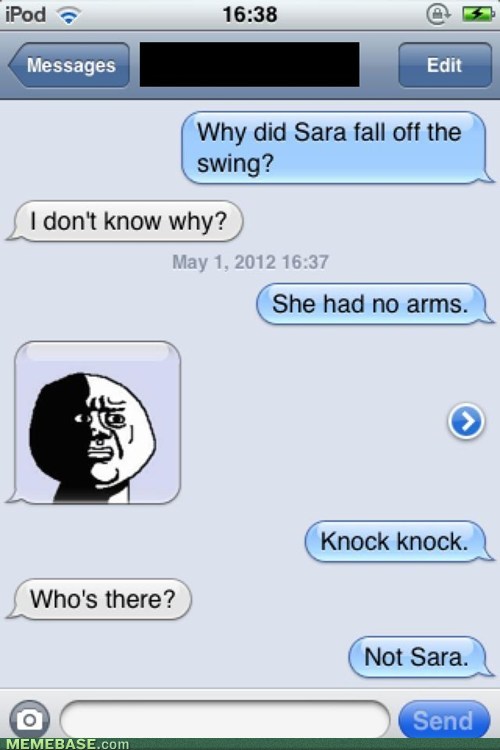 iPod 16:38
Messages Edit
Why did Sara fall off the
swing?
I don't know why?
May 1, 2012 16:37
She had no arms.
Knock knock.
Who's there?
Not Sara.
Send
MEMEBASE.com